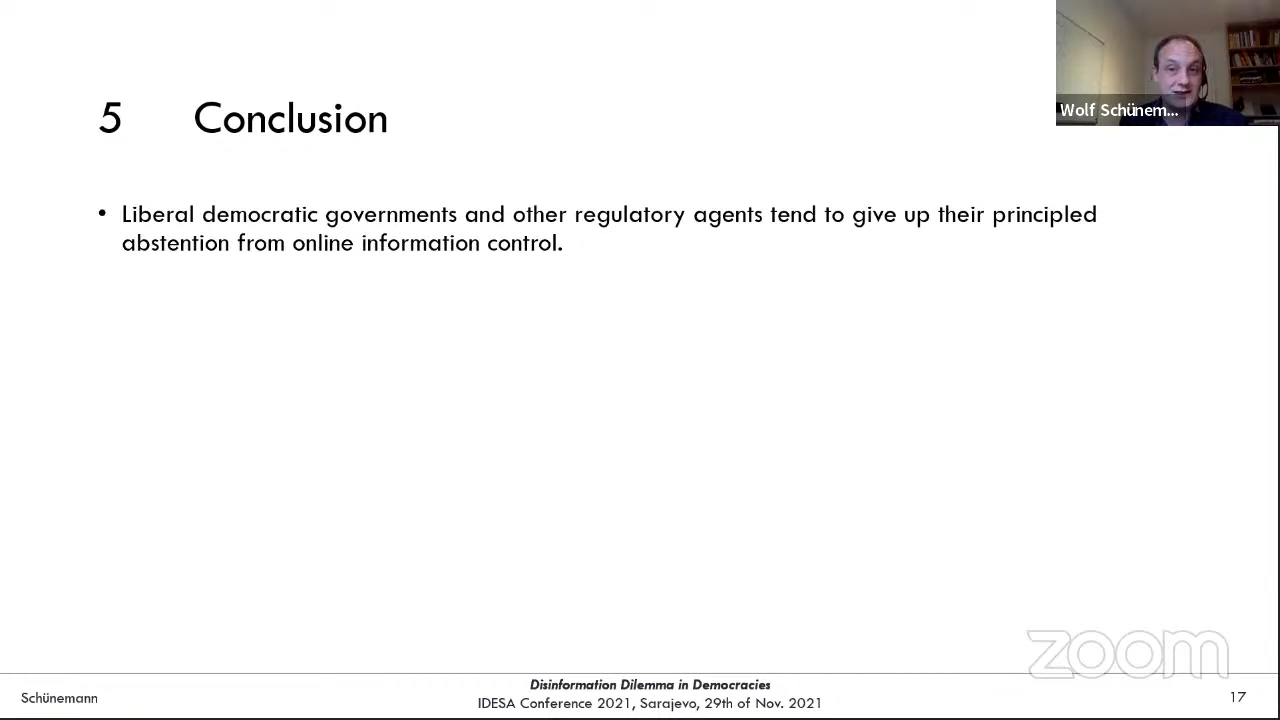 Wolf Schünem...
5 Conclusion
• Liberal democratic governments and other regulatory agents tend to give up their principled
abstention from online information control.
zoom
Disinformation Dilemma in Democracies
Schünemann
IDESA Conference 2021, Sarajevo, 29th of Nov. 2021
17